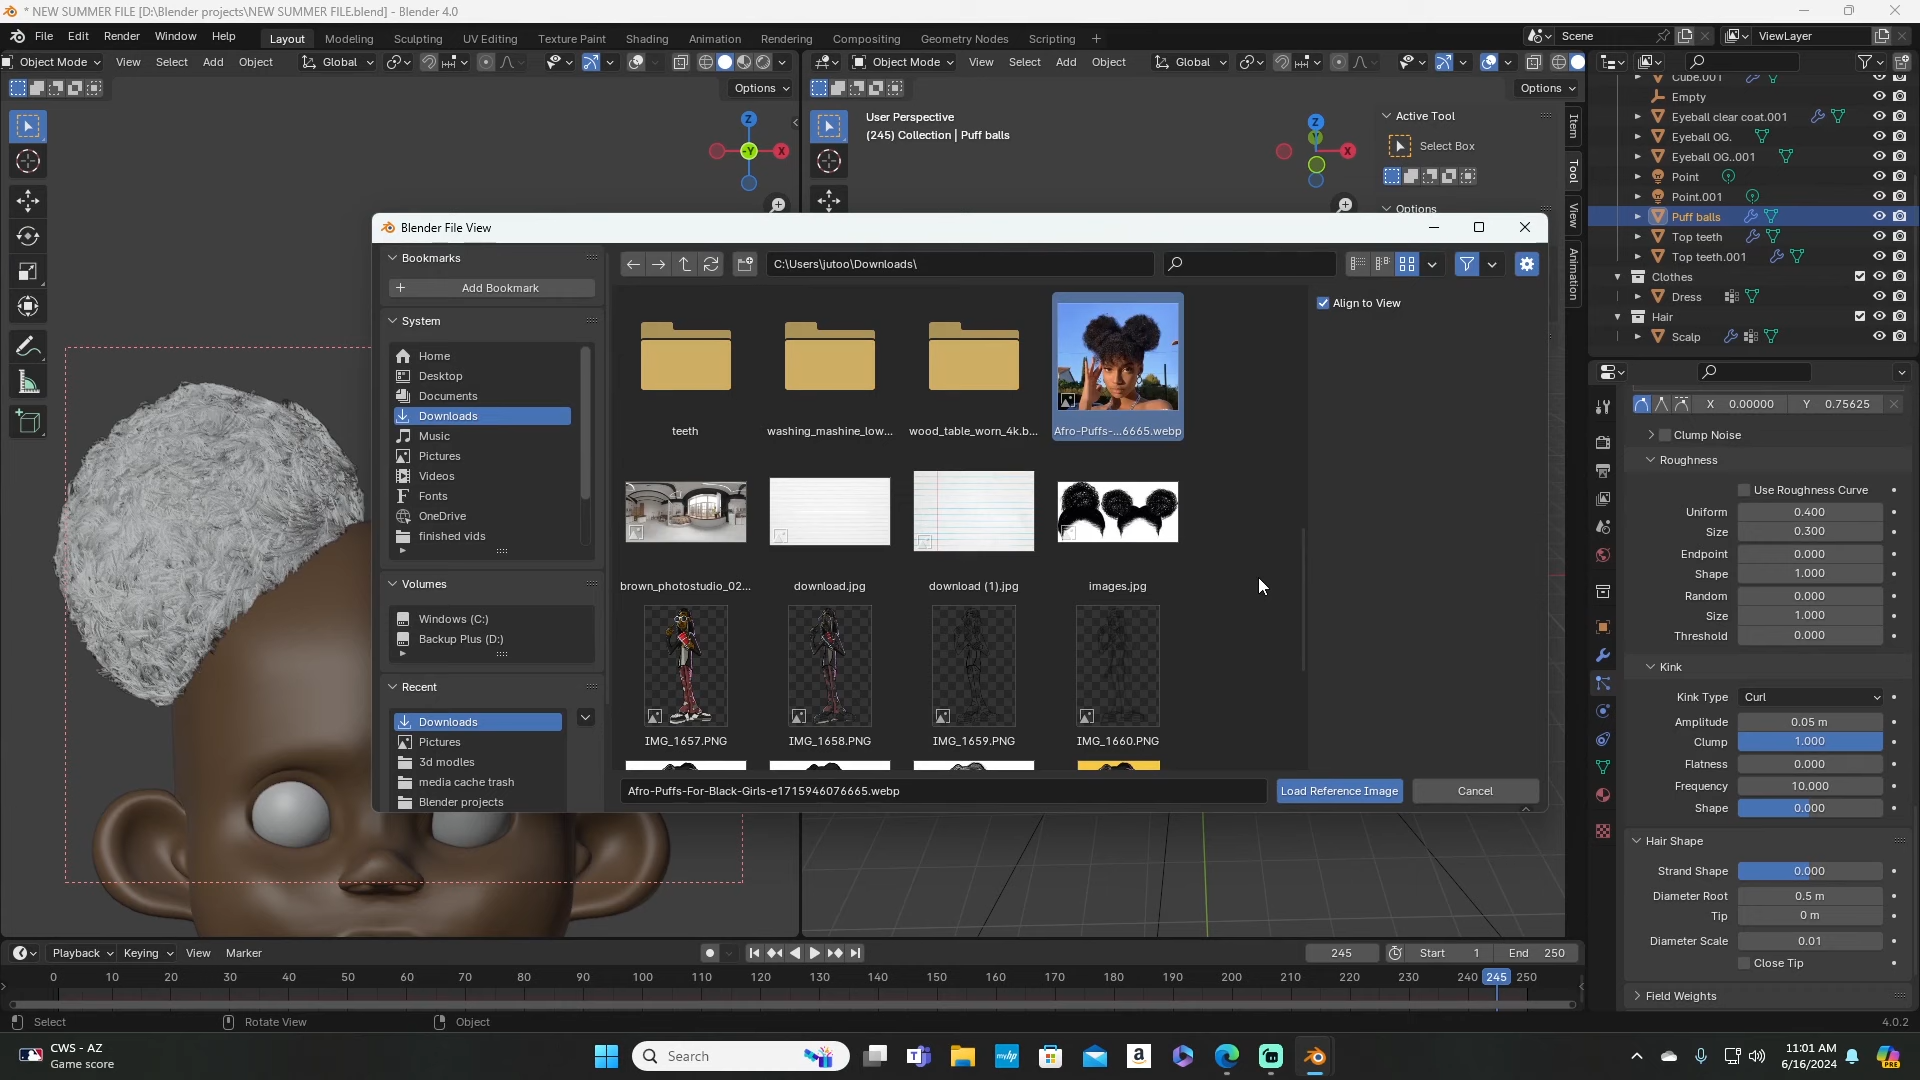 * NEW SUMMER FILE [D:\Blender projects\NEW SUMMER FILE.blend] - Blender 4.0
File Edit Render Window Help
Layout Modeling Sculpting UV Editing Texture Paint Shading Animation Rendering Compositing Geometry Nodes Scripting +
Scene
ViewLayer
Object Mode View Select Add Object Global
Object Mode View Select Add Object Global
Options
Options
User Perspective
(245) Collection | Puff balls
Z
-Y
X
Z
Y
X
Active Tool
Select Box
Options
Item
Tool
View
Animation
Cube.001
Empty
Eyeball clear coat.001
Eyeball OG.
Eyeball OG..001
Point
Point.001
Puff balls
Top teeth
Top teeth.001
Clothes
Dress
Hair
Scalp
Blender File View
Bookmarks
Add Bookmark
System
Home
Desktop
Documents
Downloads
Music
Pictures
Videos
Fonts
OneDrive
finished vids
Volumes
Windows (C:)
Backup Plus (D:)
Recent
Downloads
Pictures
3d modles
media cache trash
Blender projects
C:\Users\jutoo\Downloads\
Align to View
teeth
washing_mashine_low...
wood_table_worn_4k.b...
Afro-Puffs-...6665.webp
brown_photostudio_02...
download.jpg
download (1).jpg
images.jpg
IMG_1657.PNG
IMG_1658.PNG
IMG_1659.PNG
IMG_1660.PNG
Afro-Puffs-For-Black-Girls-e1715946076665.webp
Load Reference Image
Cancel
X 0.00000 Y 0.75625
Clump Noise
Roughness
Use Roughness Curve
Uniform 0.400
Size 0.300
Endpoint 0.000
Shape 1.000
Random 0.000
Size 1.000
Threshold 0.000
Kink
Kink Type Curl
Amplitude 0.05 m
Clump 1.000
Flatness 0.000
Frequency 10.000
Shape 0.000
Hair Shape
Strand Shape 0.000
Diameter Root 0.5 m
Tip 0 m
Diameter Scale 0.01
Close Tip
Field Weights
Playback Keying View Marker
245 Start 1 End 250
0 10 20 30 40 50 60 70 80 90 100 110 120 130 140 150 160 170 180 190 200 210 220 230 240 245 250
Select Rotate View Object
4.0.2
CWS - AZ
Game score
Search
myhp
a
PRE
11:01 AM
6/16/2024